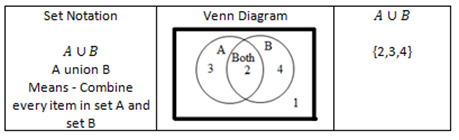 Set Notation
A ∪ B
A union B
Means - Combine
every item in set A and
set B
Venn Diagram
A
B
Both
3
2
4
1
A ∪ B
{2,3,4}